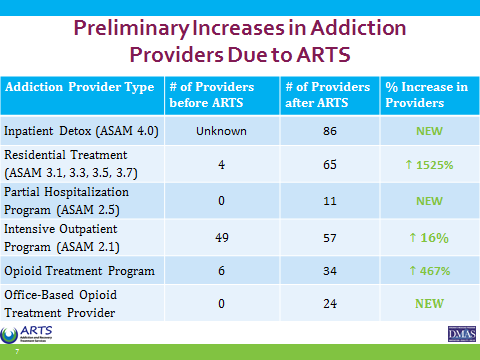 Preliminary Increases in Addiction
Providers Due to ARTS
Addiction Provider Type # of Providers before ARTS # of Providers after ARTS % Increase in Providers
Inpatient Detox (ASAM 4.0) Unknown 86 NEW
Residential Treatment
(ASAM 3.1, 3.3, 3.5, 3.7) 4 65 ↑ 1525%
Partial Hospitalization
Program (ASAM 2.5) 0 11 NEW
Intensive Outpatient
Program (ASAM 2.1) 49 57 ↑ 16%
Opioid Treatment Program 6 34 ↑ 467%
Office-Based Opioid
Treatment Provider 0 24 NEW
ARTS
Addiction and Recovery
Treatment Services
DMAS
7